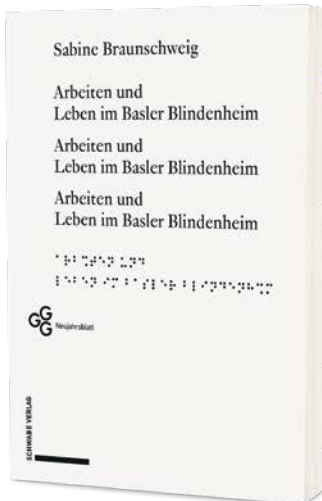 Sabine Braunschweig
Arbeiten und
Leben im Basler Blindenheim
Arbeiten und
Leben im Basler Blindenheim
Arbeiten und
Leben im Basler Blindenheim
GGG Neujahrsblatt
SCHWABE VERLAG